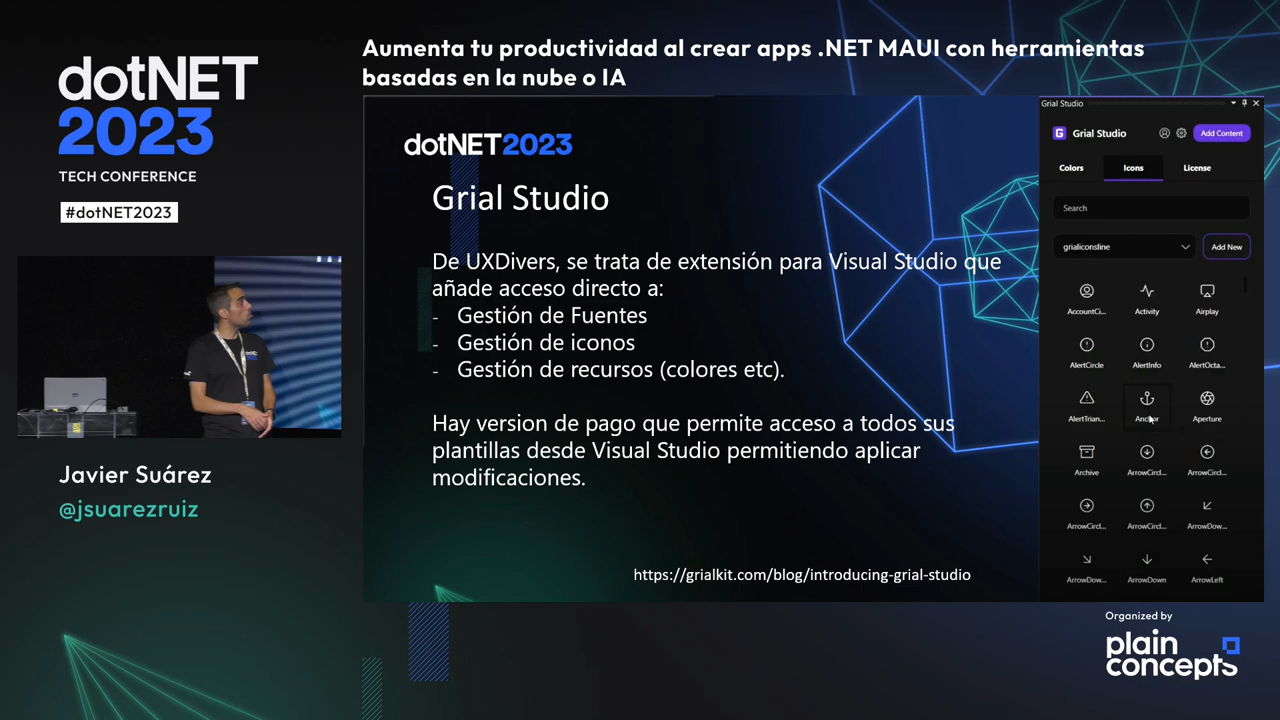 dotNET
2023
TECH CONFERENCE
#dotNET2023
Javier Suárez
@jsuarezruiz
Aumenta tu productividad al crear apps .NET MAUI con herramientas
basadas en la nube o IA
dotNET2023
Grial Studio
De UXDivers, se trata de extensión para Visual Studio que
añade acceso directo a:
- Gestión de Fuentes
- Gestión de iconos
- Gestión de recursos (colores etc).
Hay version de pago que permite acceso a todos sus
plantillas desde Visual Studio permitiendo aplicar
modificaciones.
https://grialkit.com/blog/introducing-grial-studio
Grial Studio
G Grial Studio Add Content
Colors Icons License
Search
grialiconsline Add New
AccountCi... Activity Airplay
AlertCircle AlertInfo AlertOcta...
AlertTrian... Anchor Aperture
Archive ArrowCircl... ArrowCircl...
ArrowCircl... ArrowCircl... ArrowDow...
ArrowDow... ArrowDown ArrowLeft
Organized by
plain
concepts